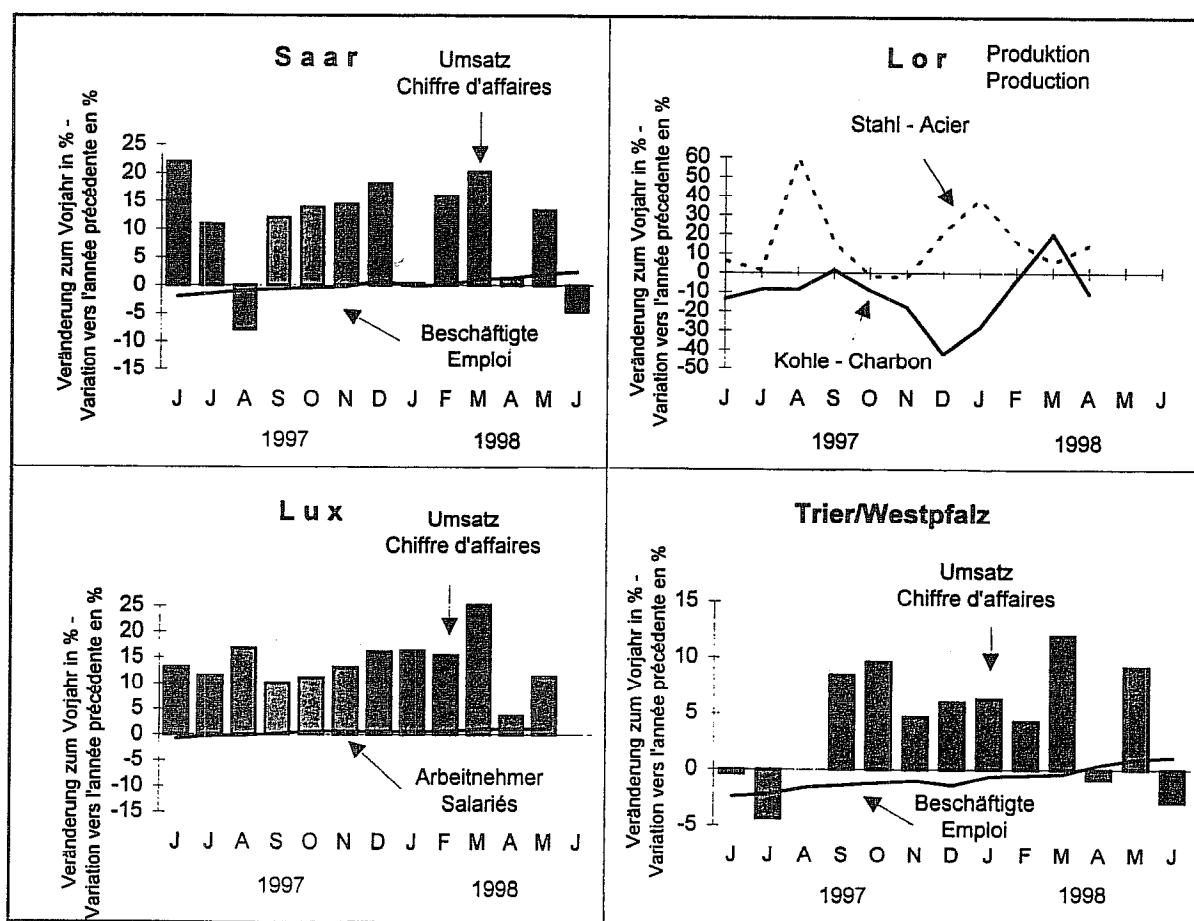 Saar
Umsatz
Chiffre d'affaires
Veränderung zum Vorjahr in % -
Variation vers l'année précédente en %
25
20
15
10
5
0
-5
-10
-15
Beschäftigte
Emploi
J J A S O N D J F M A M J
1997 1998
Lor
Produktion
Production
Stahl - Acier
Veränderung zum Vorjahr in % -
Variation vers l'année précédente en %
60
50
40
30
20
10
0
-10
-20
-30
-40
-50
Kohle - Charbon
J J A S O N D J F M A M J
1997 1998
Lux
Umsatz
Chiffre d'affaires
Veränderung zum Vorjahr in % -
Variation vers l'année précédente en %
25
20
15
10
5
0
-5
-10
-15
Arbeitnehmer
Salariés
J J A S O N D J F M A M J
1997 1998
Trier/Westpfalz
Umsatz
Chiffre d'affaires
Veränderung zum Vorjahr in % -
Variation vers l'année précédente en %
15
10
5
0
-5
Beschäftigte
Emploi
J J A S O N D J F M A M J
1997 1998